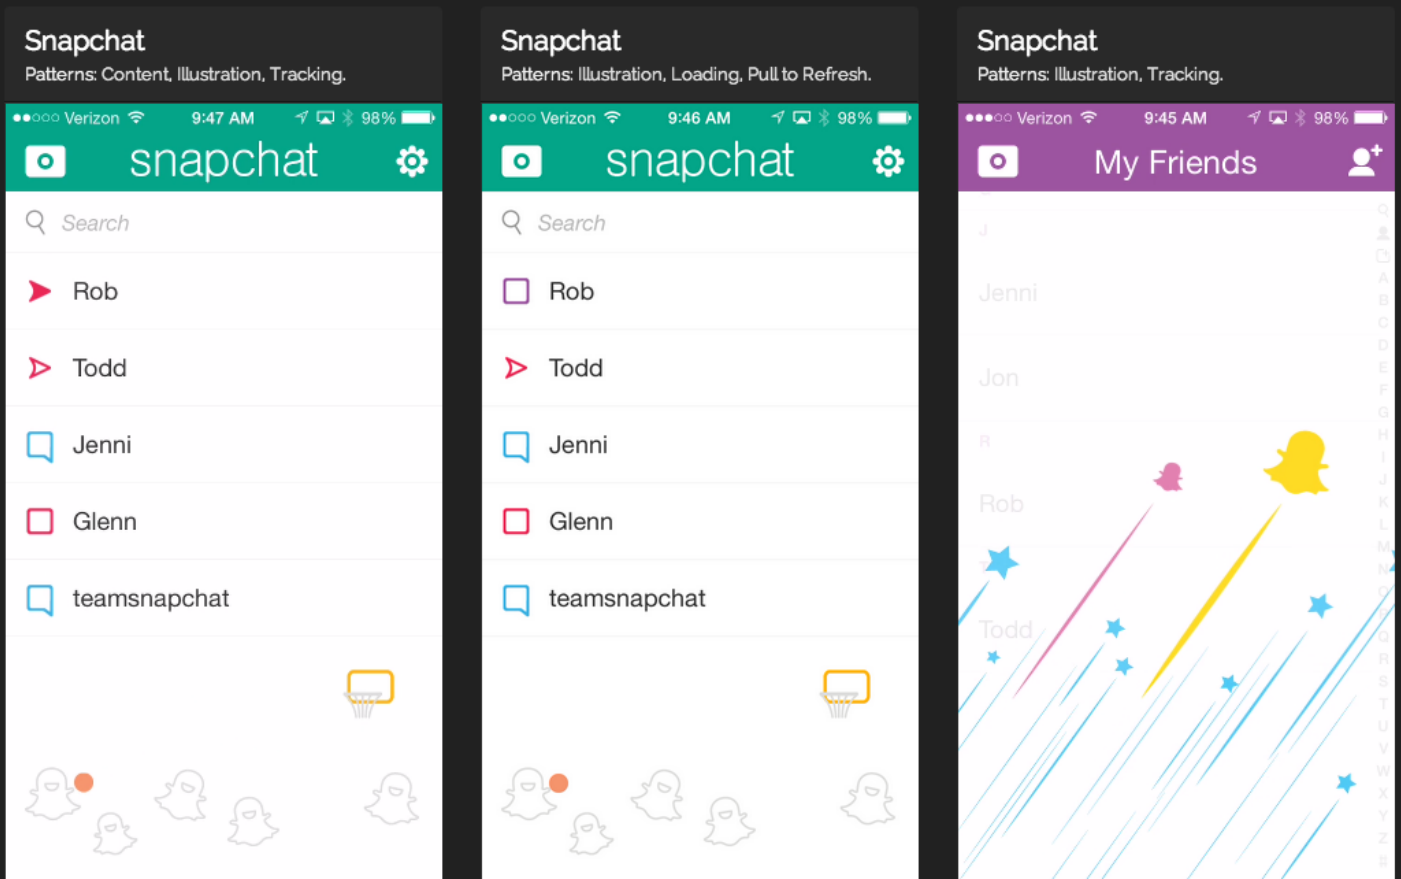 Snapchat
Patterns: Content, Illustration, Tracking.
Verizon 9:47 AM 98%
snapchat
Search
Rob
Todd
Jenni
Glenn
teamsnapchat
Snapchat
Patterns: Illustration, Loading, Pull to Refresh.
Verizon 9:46 AM 98%
snapchat
Search
Rob
Todd
Jenni
Glenn
teamsnapchat
Snapchat
Patterns: Illustration, Tracking.
Verizon 9:45 AM 98%
My Friends
J
Jenni
Jon
R
Rob
Todd
A
B
C
D
E
F
G
H
I
J
K
L
M
N
O
P
Q
R
S
T
U
V
W
X
Y
Z
#